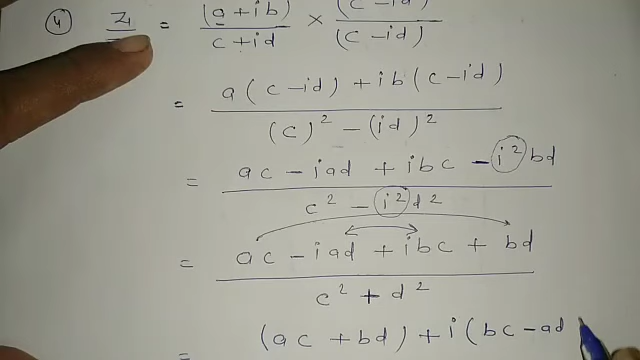 (4) z₁ = (a + ib)/(c + id) × (c - id)/(c - id)
= (a(c - id) + ib(c - id))/((c)² - (id)²)
= (ac - iad + ibc - i²bd)/(c² - i²d²)
= (ac - iad + ibc + bd)/(c² + d²)
= (ac + bd) + i(bc - ad